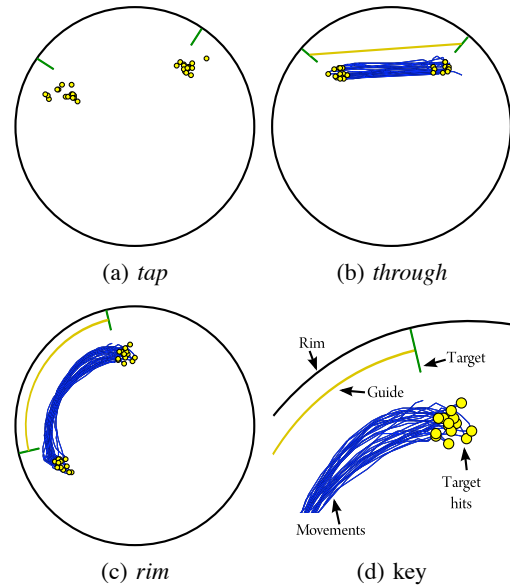 (a) tap
(b) through
Rim
Target
Guide
Target
hits
Movements
(c) rim
(d) key